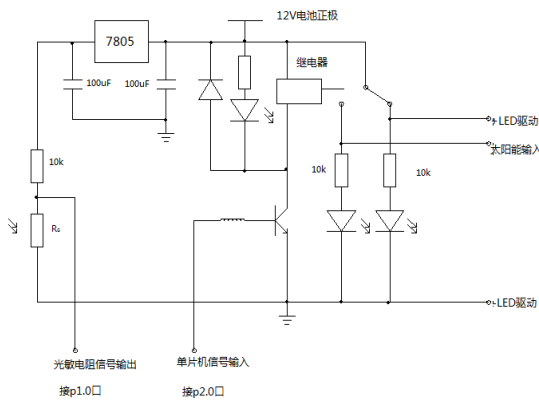 12V电池正极
7805
继电器
100uF
100uF
+LED驱动
太阳能输入
10k
10k
10k
RG
-LED驱动
光敏电阻信号输出
单片机信号输入
接p1.0口
接p2.0口